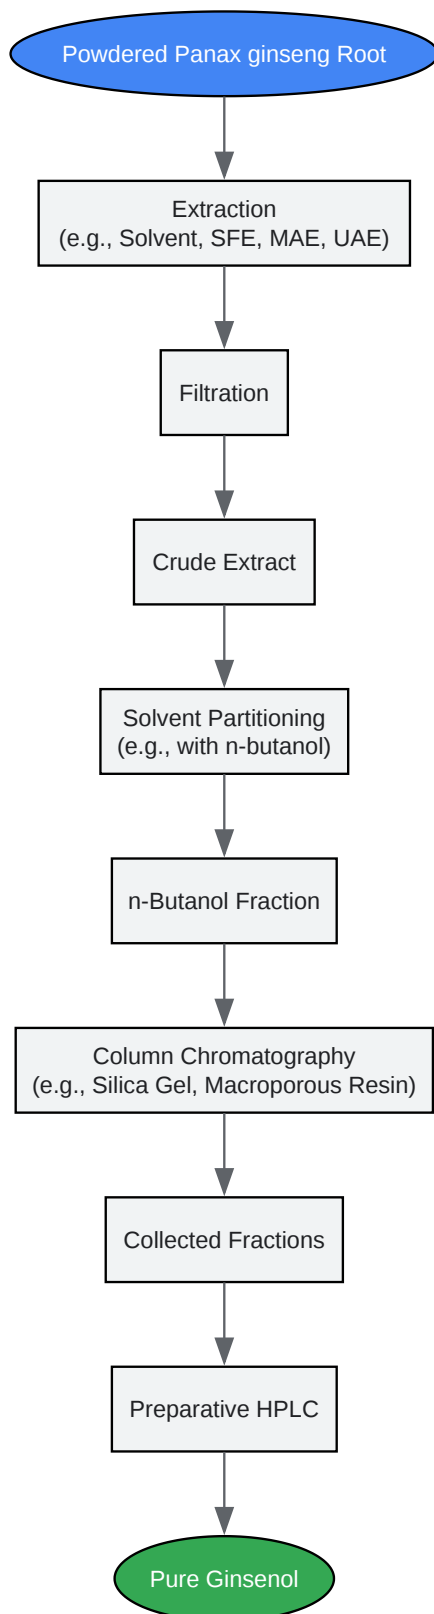 Powdered Panax ginseng Root
Extraction
(e.g., Solvent, SFE, MAE, UAE)
Filtration
Crude Extract
Solvent Partitioning
(e.g., with n-butanol)
n-Butanol Fraction
Column Chromatography
(e.g., Silica Gel, Macroporous Resin)
Collected Fractions
Preparative HPLC
Pure Ginsenol